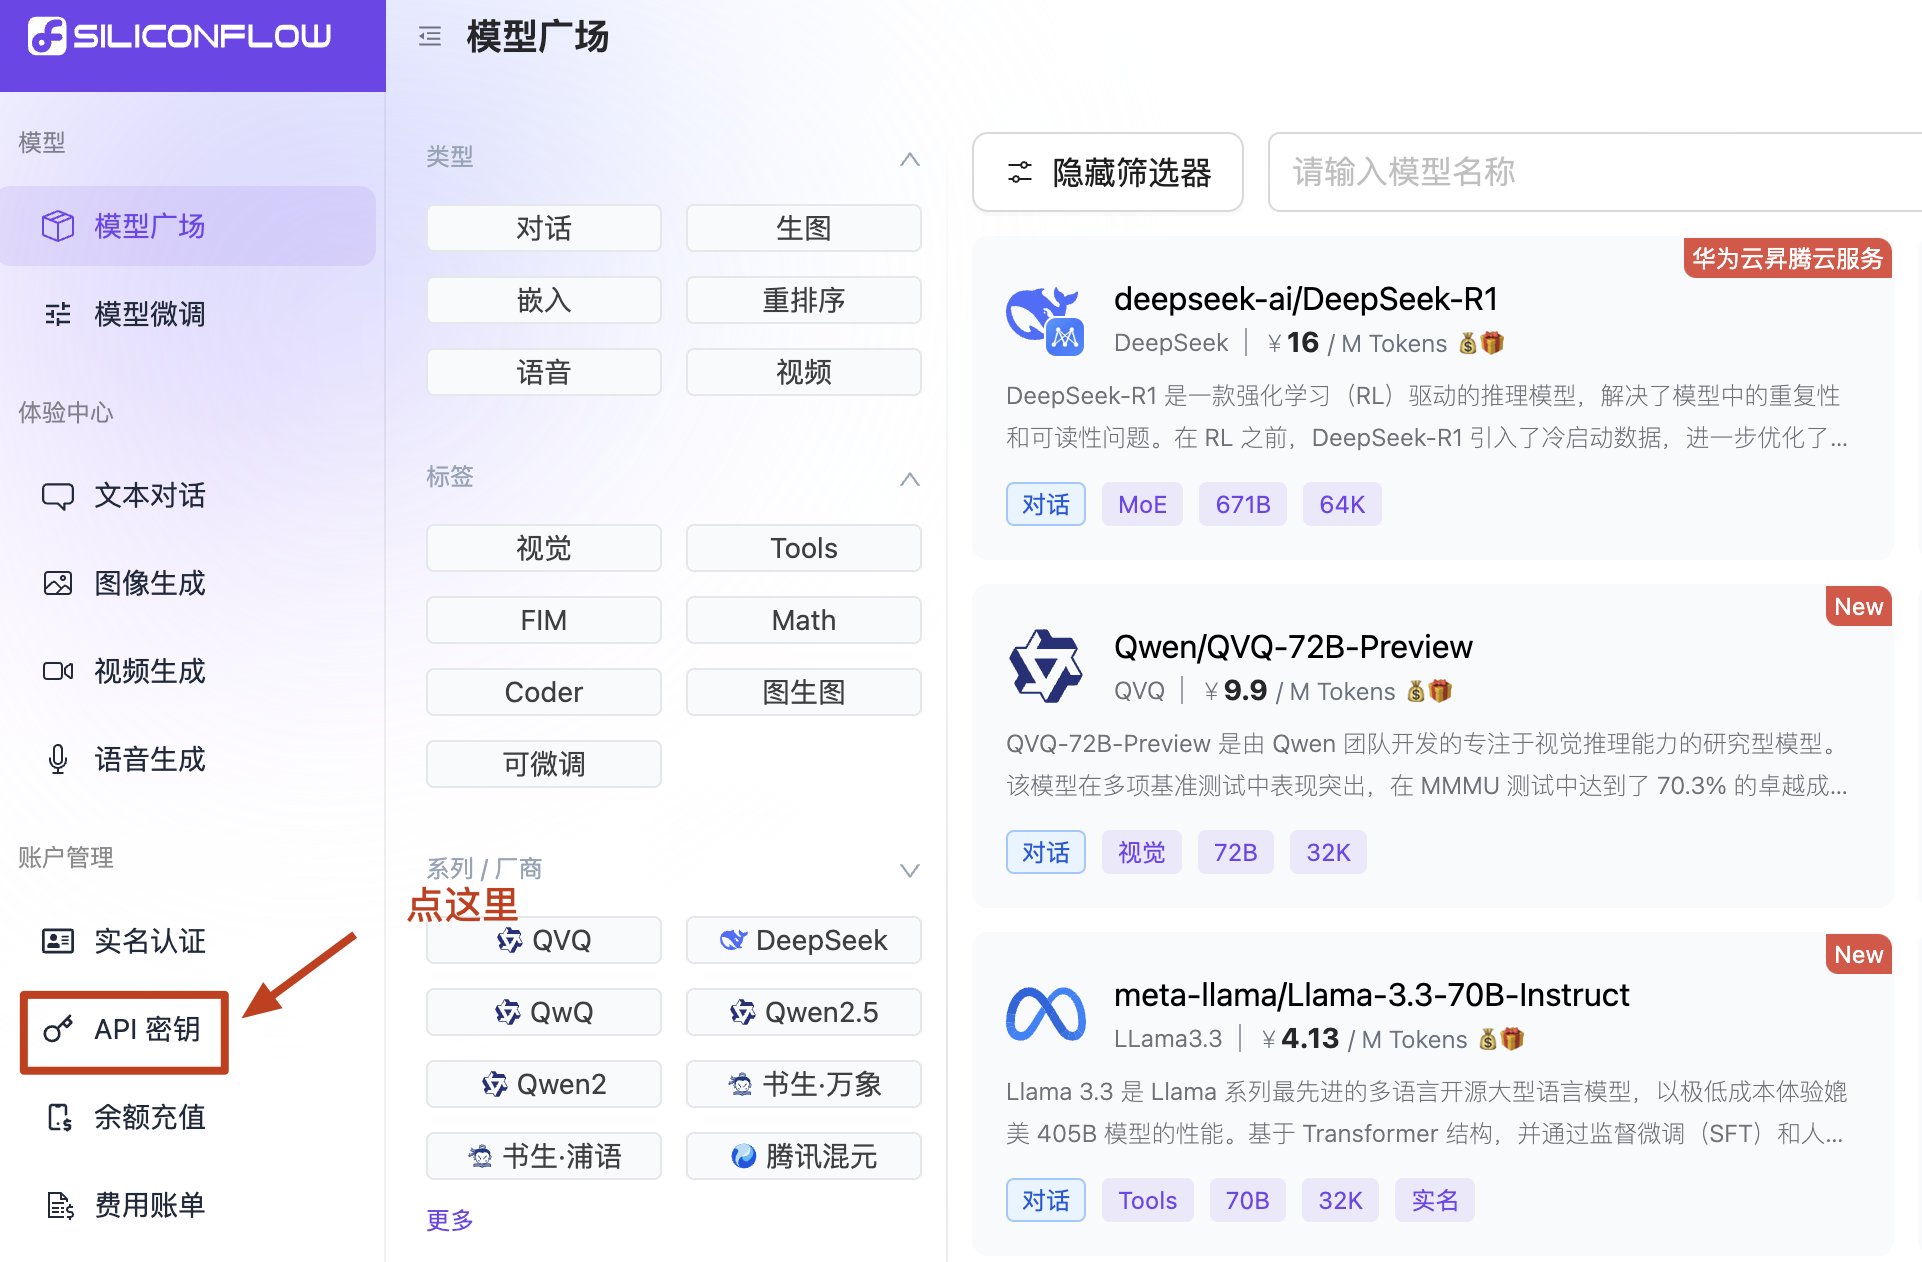 SILICONFLOW
模型
模型广场
模型微调
体验中心
文本对话
图像生成
视频生成
语音生成
账户管理
实名认证
API 密钥
余额充值
费用账单
模型广场
类型
对话
生图
嵌入
重排序
语音
视频
标签
视觉
Tools
FIM
Math
Coder
图生图
可微调
系列 / 厂商
点这里
QVQ
DeepSeek
QwQ
Qwen2.5
Qwen2
书生·万象
书生·浦语
腾讯混元
更多
隐藏筛选器
请输入模型名称
华为云昇腾云服务
deepseek-ai/DeepSeek-R1
DeepSeek | ￥16 / M Tokens 💰🎁
DeepSeek-R1 是一款强化学习（RL）驱动的推理模型，解决了模型中的重复性
和可读性问题。在 RL 之前，DeepSeek-R1 引入了冷启动数据，进一步优化了...
对话 MoE 671B 64K
New
Qwen/QVQ-72B-Preview
QVQ | ￥9.9 / M Tokens 💰🎁
QVQ-72B-Preview 是由 Qwen 团队开发的专注于视觉推理能力的研究型模型。
该模型在多项基准测试中表现突出，在 MMMU 测试中达到了 70.3% 的卓越成...
对话 视觉 72B 32K
New
meta-llama/Llama-3.3-70B-Instruct
LLama3.3 | ￥4.13 / M Tokens 💰🎁
Llama 3.3 是 Llama 系列最先进的多语言开源大型语言模型，以极低成本体验媲
美 405B 模型的性能。基于 Transformer 结构，并通过监督微调（SFT）和人...
对话 Tools 70B 32K 实名